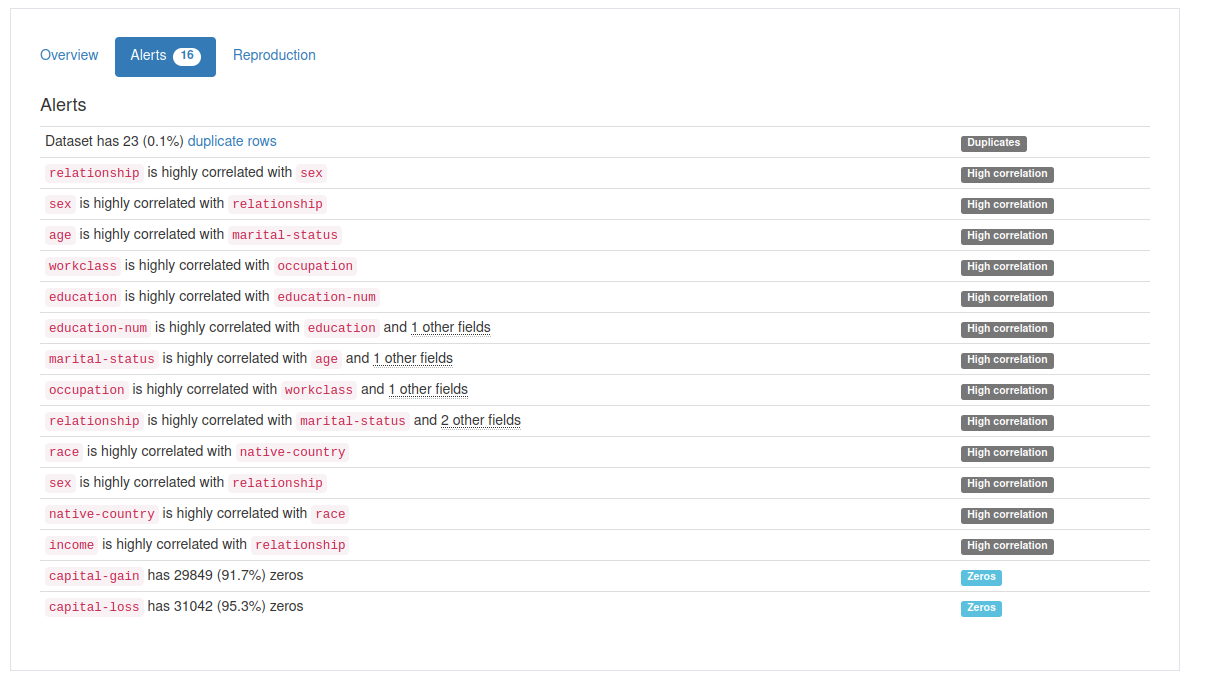 Overview Alerts 16 Reproduction
Alerts
Dataset has 23 (0.1%) duplicate rows Duplicates
relationship is highly correlated with sex High correlation
sex is highly correlated with relationship High correlation
age is highly correlated with marital-status High correlation
workclass is highly correlated with occupation High correlation
education is highly correlated with education-num High correlation
education-num is highly correlated with education and 1 other fields High correlation
marital-status is highly correlated with age and 1 other fields High correlation
occupation is highly correlated with workclass and 1 other fields High correlation
relationship is highly correlated with marital-status and 2 other fields High correlation
race is highly correlated with native-country High correlation
sex is highly correlated with relationship High correlation
native-country is highly correlated with race High correlation
income is highly correlated with relationship High correlation
capital-gain has 29849 (91.7%) zeros Zeros
capital-loss has 31042 (95.3%) zeros Zeros